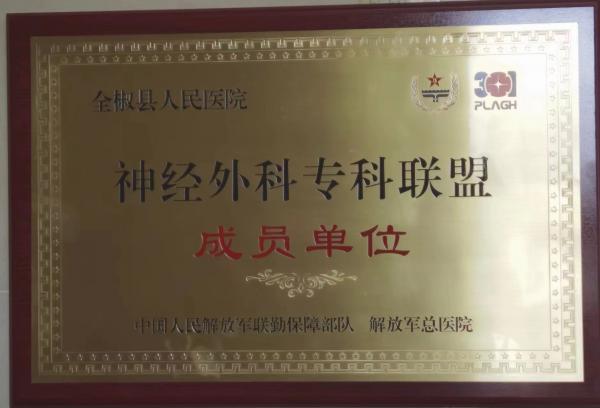 全椒县人民医院
301
PLAGH
神经外科专科联盟
成员单位
中国人民解放军联勤保障部队 解放军总医院